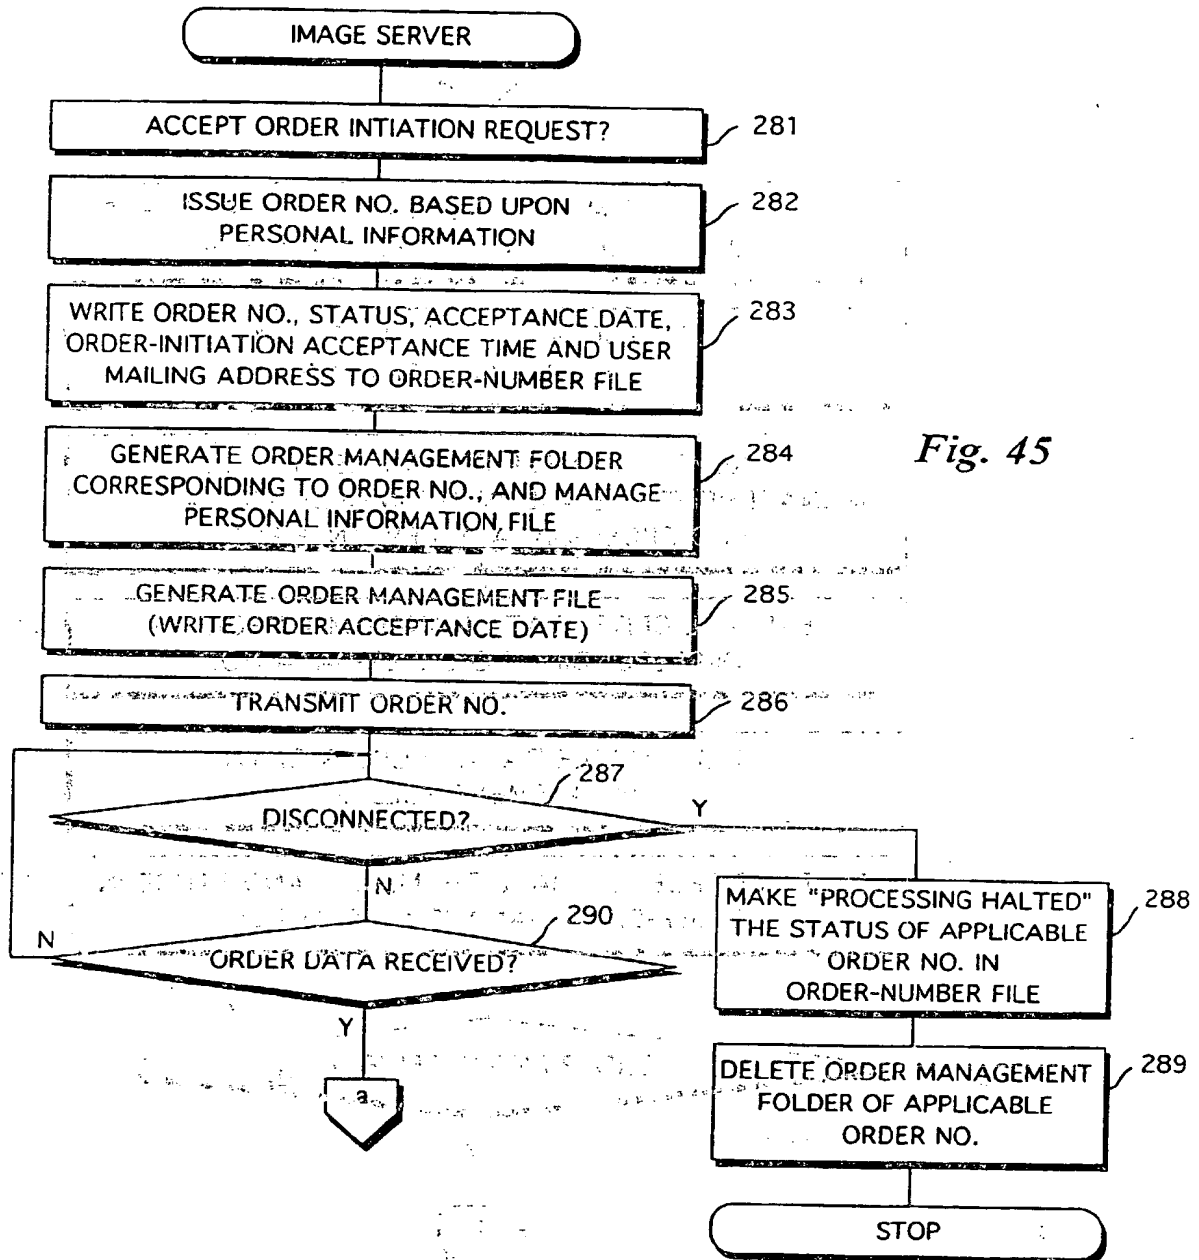 IMAGE SERVER
ACCEPT ORDER INTIATION REQUEST?
281
ISSUE ORDER NO. BASED UPON
PERSONAL INFORMATION
282
WRITE ORDER NO., STATUS, ACCEPTANCE DATE,
ORDER-INITIATION ACCEPTANCE TIME AND USER
MAILING ADDRESS TO ORDER-NUMBER FILE
283
GENERATE ORDER MANAGEMENT FOLDER
CORRESPONDING TO ORDER NO., AND MANAGE
PERSONAL INFORMATION FILE
284
Fig. 45
GENERATE ORDER MANAGEMENT FILE
(WRITE ORDER ACCEPTANCE DATE)
285
TRANSMIT ORDER NO.
286
287
DISCONNECTED?
Y
N
290
N
ORDER DATA RECEIVED?
Y
a
MAKE "PROCESSING HALTED"
THE STATUS OF APPLICABLE
ORDER NO. IN
ORDER-NUMBER FILE
288
DELETE ORDER MANAGEMENT
FOLDER OF APPLICABLE
ORDER NO.
289
STOP